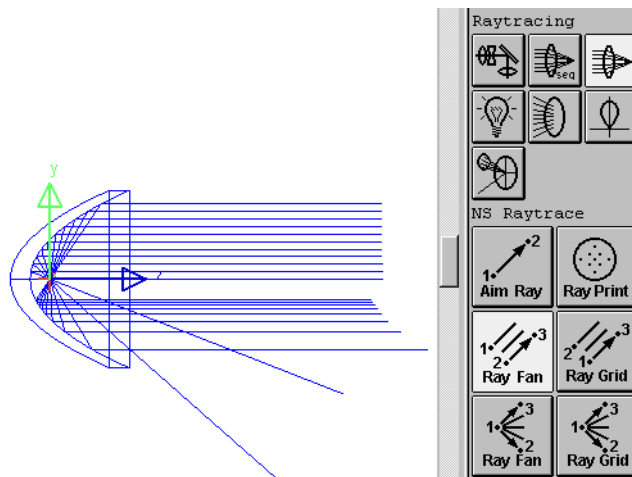 y
Raytracing
seq
NS Raytrace
1 2
Aim Ray
Ray Print
1 2 3
Ray Fan
2 1 3
Ray Grid
1 3 2
Ray Fan
1 3 2
Ray Grid